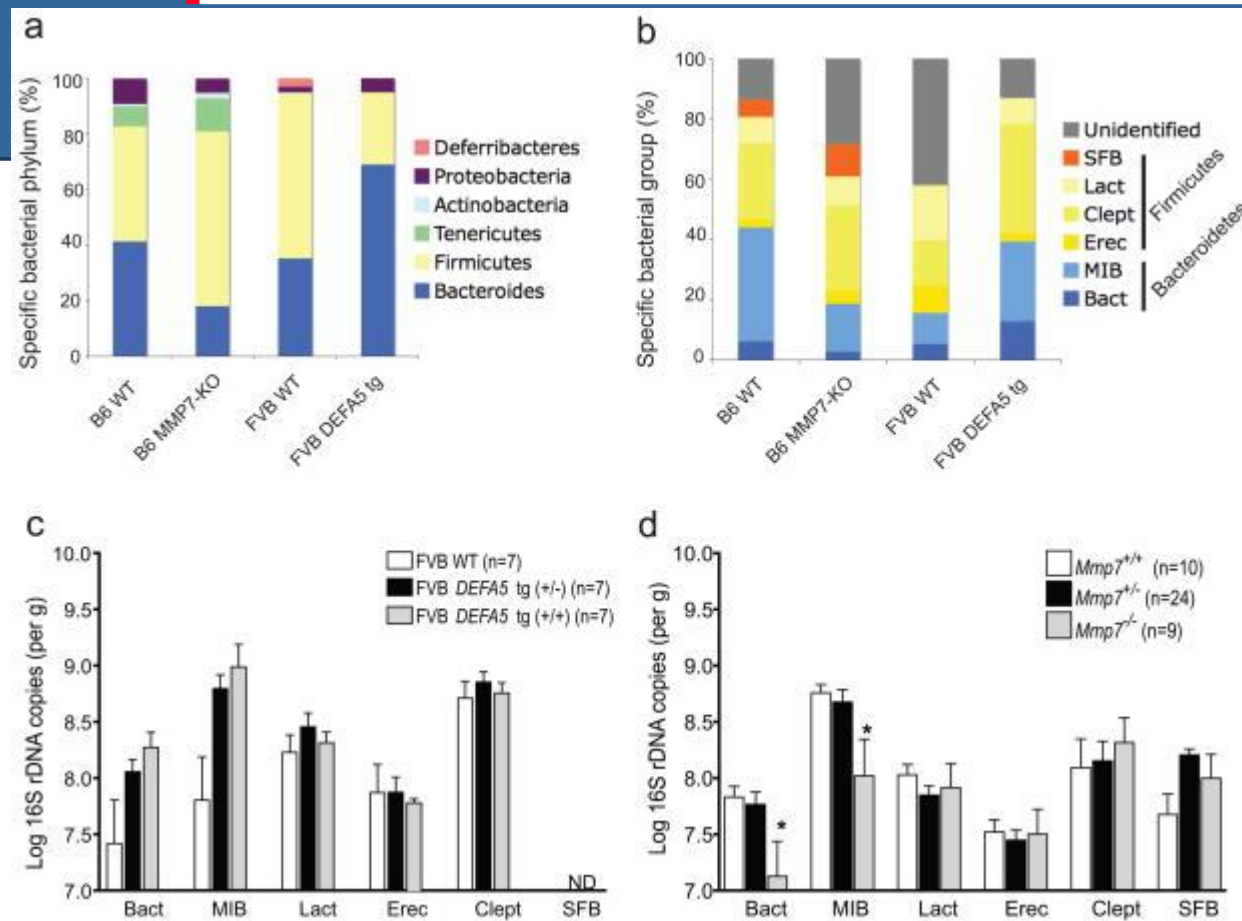 a
Specific bacterial phylum (%)
100
80
60
40
20
0
B6 WT
B6 MMP7-KO
FVB WT
FVB DEFA5 tg
Deferribacteres
Proteobacteria
Actinobacteria
Tenericutes
Firmicutes
Bacteroides
b
Specific bacterial group (%)
100
80
60
40
20
0
B6 WT
B6 MMP7-KO
FVB WT
FVB DEFA5 tg
Unidentified
SFB
Lact
Clept
Erec
MIB
Bact
Firmicutes
Bacteroidetes
c
Log 16S rDNA copies (per g)
10.0
9.5
9.0
8.5
8.0
7.5
7.0
FVB WT (n=7)
FVB DEFA5 tg (+/-) (n=7)
FVB DEFA5 tg (+/+) (n=7)
ND
Bact MIB Lact Erec Clept SFB
d
Log 16S rDNA copies (per g)
10.0
9.5
9.0
8.5
8.0
7.5
7.0
Mmp7+/+ (n=10)
Mmp7+/- (n=24)
Mmp7-/- (n=9)
*
*
Bact MIB Lact Erec Clept SFB